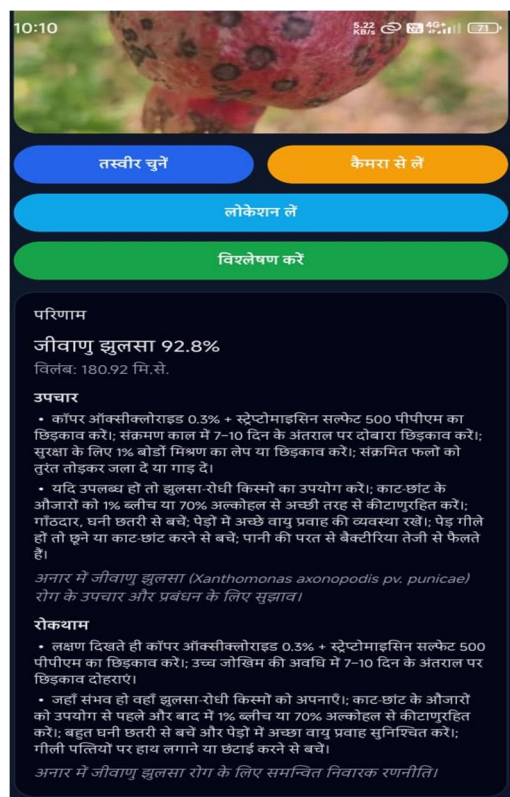 10:10
5.22 KB/s 4G+ 71
तस्वीर चुनें
कैमरा से लें
लोकेशन लें
विश्लेषण करें
परिणाम
जीवाणु झुलसा 92.8%
विलंब: 180.92 मि.से.
उपचार
• कॉपर ऑक्सीक्लोराइड 0.3% + स्ट्रेप्टोमाइसिन सल्फेट 500 पीपीएम का
छिड़काव करें।; संक्रमण काल में 7-10 दिन के अंतराल पर दोबारा छिड़काव करें।;
सुरक्षा के लिए 1% बोर्डो मिश्रण का लेप या छिड़काव करें।; संक्रमित फलों को
तुरंत तोड़कर जला दें या गाड़ दें।
• यदि उपलब्ध हों तो झुलसा-रोधी किस्मों का उपयोग करें।; काट-छांट के
औजारों को 1% ब्लीच या 70% अल्कोहल से अच्छी तरह से कीटाणुरहित करें।;
गाँठदार, घनी छतरी से बचें; पेड़ों में अच्छे वायु प्रवाह की व्यवस्था रखें।; पेड़ गीले
हों तो छूने या काट-छांट करने से बचें; पानी की परत से बैक्टीरिया तेजी से फैलते
हैं।
अनार में जीवाणु झुलसा (Xanthomonas axonopodis pv. punicae)
रोग के उपचार और प्रबंधन के लिए सुझाव।
रोकथाम
• लक्षण दिखते ही कॉपर ऑक्सीक्लोराइड 0.3% + स्ट्रेप्टोमाइसिन सल्फेट 500
पीपीएम का छिड़काव करें।; उच्च जोखिम की अवधि में 7-10 दिन के अंतराल पर
छिड़काव दोहराएं।
• जहाँ संभव हो वहाँ झुलसा-रोधी किस्मों को अपनाएँ।; काट-छांट के औजारों
को उपयोग से पहले और बाद में 1% ब्लीच या 70% अल्कोहल से कीटाणुरहित
करें।; बहुत घनी छतरी से बचें और पेड़ों में अच्छा वायु प्रवाह सुनिश्चित करें।;
गीली पत्तियों पर हाथ लगाने या छंटाई करने से बचें।
अनार में जीवाणु झुलसा रोग के लिए समन्वित निवारक रणनीति।